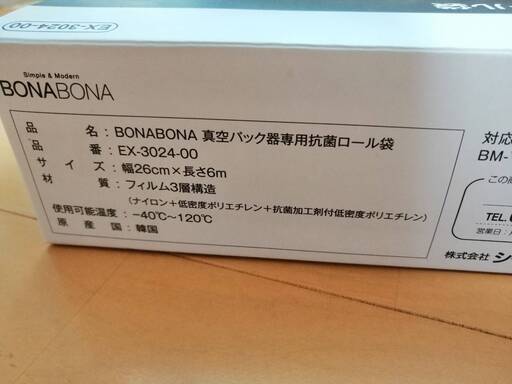 EX-3024-00
Simple & Modern
BONABONA
品 名：BONABONA 真空パック器専用抗菌ロール袋
品 番：EX-3024-00
サ イ ズ：幅26cm×長さ6m
材 質：フィルム3層構造
（ナイロン＋低密度ポリエチレン＋抗菌加工剤付低密度ポリエチレン）
使用可能温度：−40℃〜120℃
原 産 国：韓国
対応
BM-
この商
TEL.
営業日：
株式会社 シ